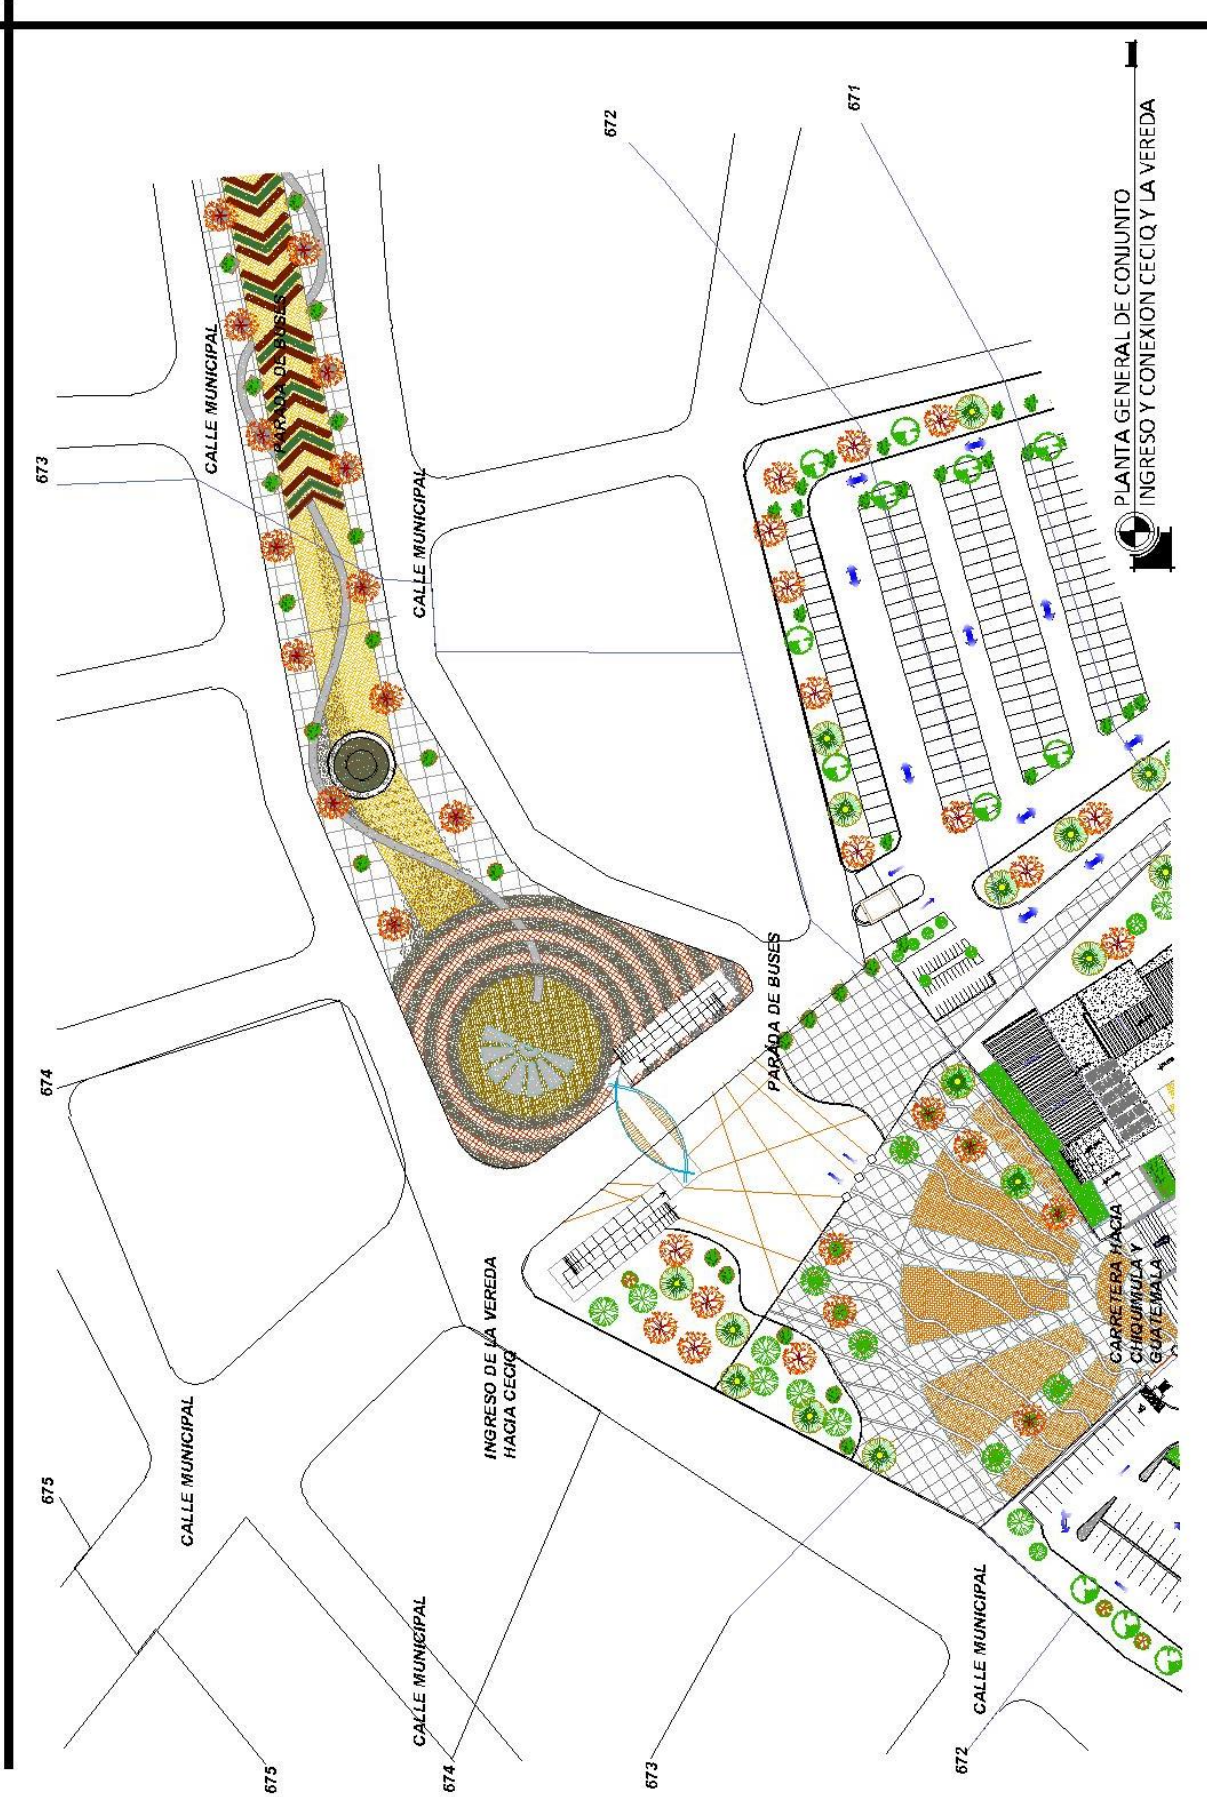 673
CALLE MUNICIPAL
PARADA DE BUSES
CALLE MUNICIPAL
672
671
PLANTA GENERAL DE CONJUNTO
INGRESO Y CONEXION CECIQ Y LA VEREDA
674
PARADA DE BUSES
INGRESO DE LA VEREDA
HACIA CECIQ
CARRETERA HACIA
CHIQUIMULA Y
GUATEMALA
675
CALLE MUNICIPAL
CALLE MUNICIPAL
CALLE MUNICIPAL
675
674
673
672